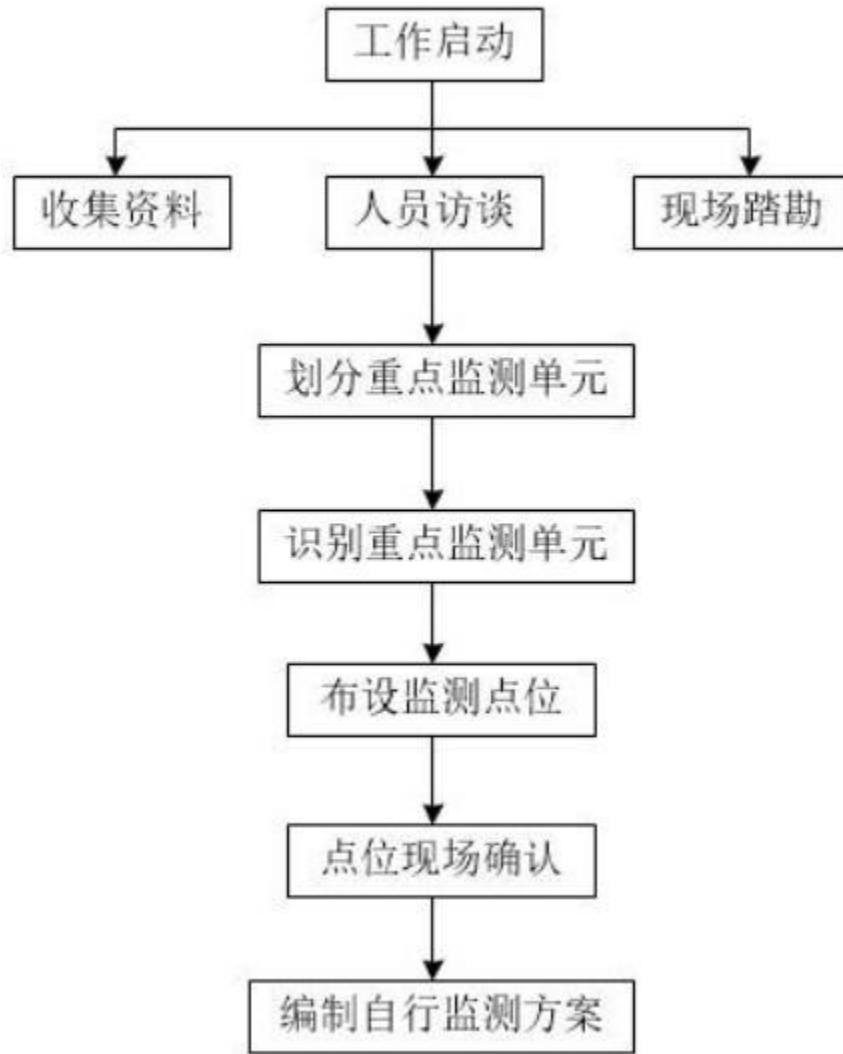 工作启动
收集资料
人员访谈
现场踏勘
划分重点监测单元
识别重点监测单元
布设监测点位
点位现场确认
编制自行监测方案